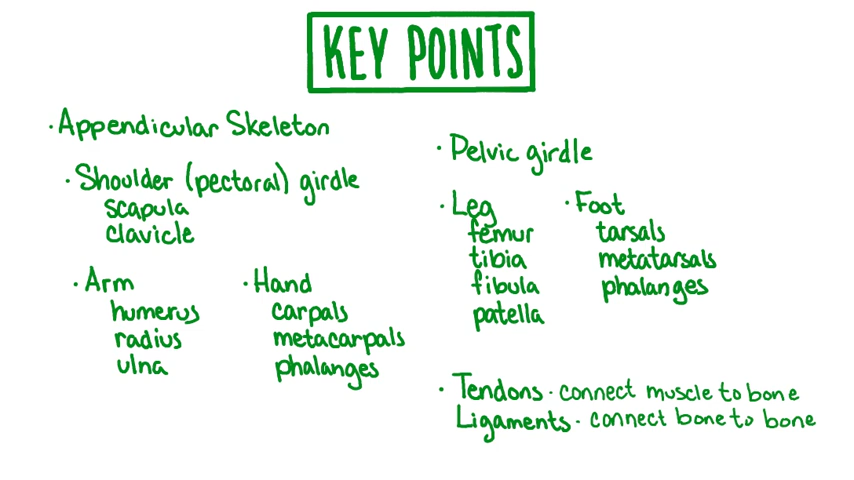 KEY POINTS
· Appendicular Skeleton
· Shoulder (pectoral) girdle
scapula
clavicle
· Arm
humerus
radius
ulna
· Hand
carpals
metacarpals
phalanges
· Pelvic girdle
· Leg
femur
tibia
fibula
patella
· Foot
tarsals
metatarsals
phalanges
· Tendons · connect muscle to bone
Ligaments · connect bone to bone